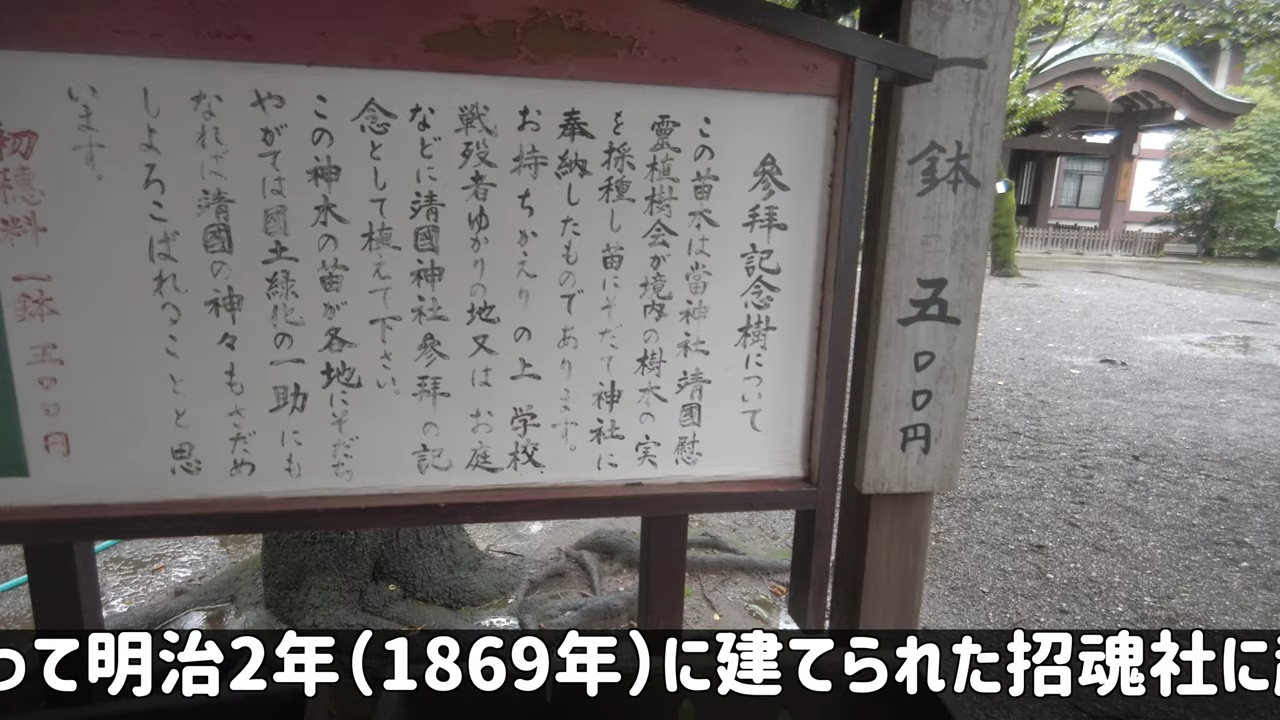 参拝記念樹について
この苗木は當神社靖國慰
霊植樹会が境内の樹木の実
を採種し苗にそだて神社に
奉納したものであります。
お持ちかえりの上 学校、
戦歿者ゆかりの地又は お庭
などに靖國神社参拝の記
念として植えて下さい。
この神木の苗が各地にそだち
やがては國土緑化の一助にも
なれば靖國の神々もさだめ
しよろこばれることと思
います。
初穂料 一鉢 五〇〇円
一鉢 五〇〇円
って明治2年(1869年)に建てられた招魂社に